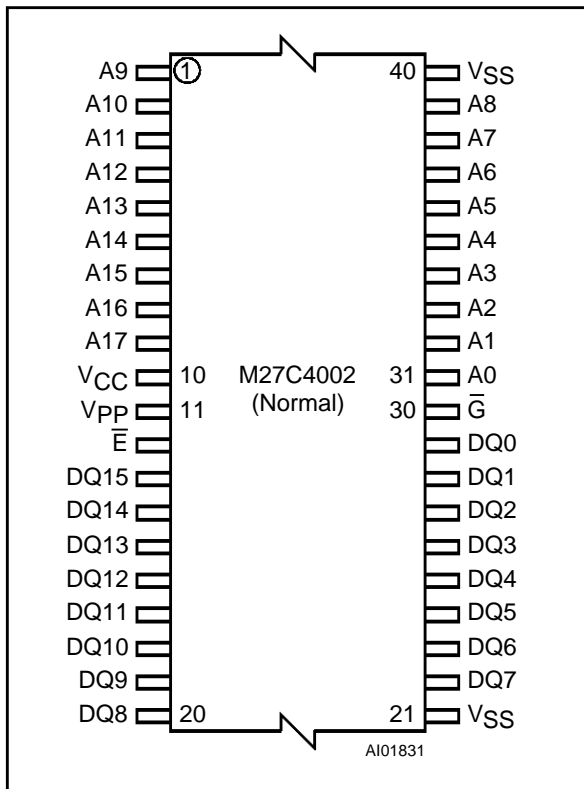 A9 1 40 VSS
A10 A8
A11 A7
A12 A6
A13 A5
A14 A4
A15 A3
A16 A2
A17 A1
VCC 10 M27C4002 31 A0
VPP 11 (Normal) 30 G̅
E̅ DQ0
DQ15 DQ1
DQ14 DQ2
DQ13 DQ3
DQ12 DQ4
DQ11 DQ5
DQ10 DQ6
DQ9 DQ7
DQ8 20 21 VSS
AI01831